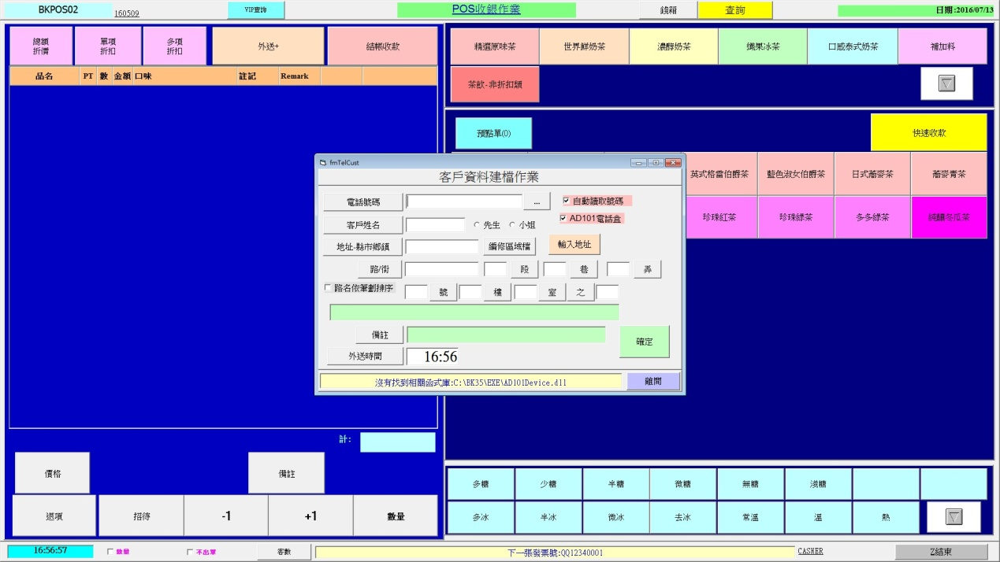 BKPOS02 160509 VIP查詢 POS收銀作業 錢箱 查詢 日期:2016/07/13
總額折價 單項折扣 多項折扣 外送+ 結帳收款
品名 PT 數 金額 口味 註記 Remark
精選原味茶 世界鮮奶茶 濃醇奶茶 鮮果冰茶 口感泰式奶茶 補加料
茶飲-非折扣類
預點單(0) 快速收款
英式格雷伯爵茶 藍色淑女伯爵茶 日式蕎麥茶 蕎麥青茶
珍珠紅茶 珍珠綠茶 多多綠茶 純釀冬瓜茶
fmTelCust
客戶資料建檔作業
電話號碼 ... 自動讀取號碼
客戶姓名 先生 小姐 AD101電話盒
地址-縣市鄉鎮 編修區域檔 輸入地址
路/街 段 巷 弄
路名依筆劃排序 號 樓 室 之
備註 確定
外送時間 16:56
沒有找到相關函式庫:C:\BK35\EXE\AD101Device.dll 離開
計:
價格 備註
退項 招待 -1 +1 數量
多糖 少糖 半糖 微糖 無糖 淺糖
多冰 半冰 微冰 去冰 常溫 溫 熱
16:56:57 數量 不出單 客數 下一張發票號:QQ12340001 CASHER Z結束